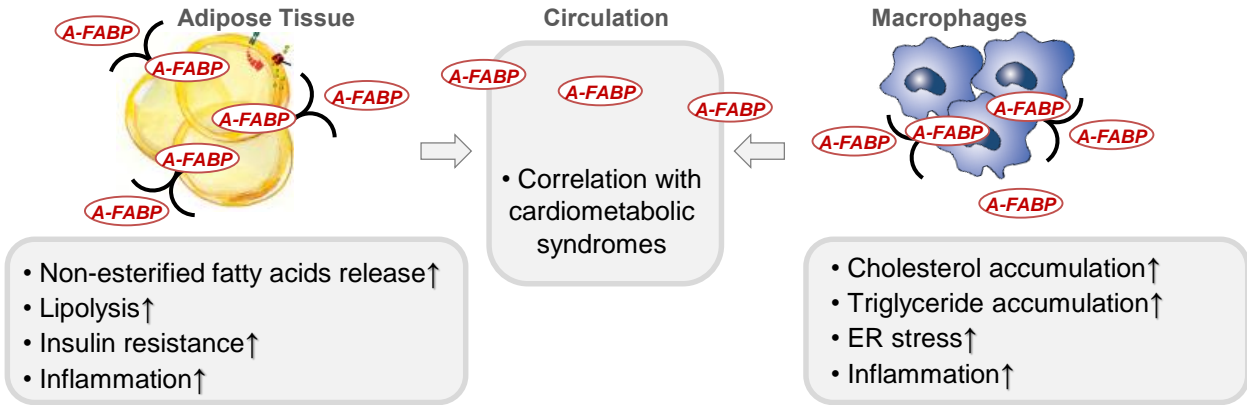 Adipose Tissue
A-FABP
A-FABP
A-FABP
A-FABP
A-FABP
A-FABP
Circulation
A-FABP
A-FABP
A-FABP
• Correlation with
cardiometabolic
syndromes
Macrophages
A-FABP
A-FABP
A-FABP
A-FABP
A-FABP
• Non-esterified fatty acids release↑
• Lipolysis↑
• Insulin resistance↑
• Inflammation↑
• Cholesterol accumulation↑
• Triglyceride accumulation↑
• ER stress↑
• Inflammation↑